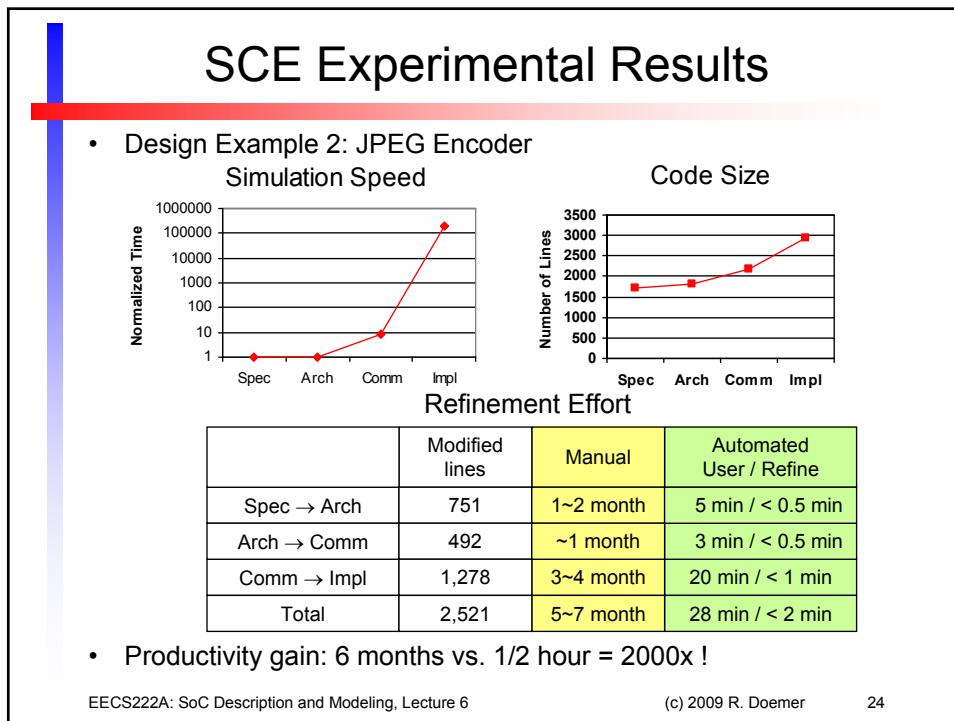 SCE Experimental Results
• Design Example 2: JPEG Encoder
Simulation Speed
Normalized Time
1000000
100000
10000
1000
100
10
1
Spec Arch Comm Impl
Code Size
Number of Lines
3500
3000
2500
2000
1500
1000
500
0
Spec Arch Comm Impl
Refinement Effort
Modified lines Manual Automated User / Refine
Spec → Arch 751 1~2 month 5 min / < 0.5 min
Arch → Comm 492 ~1 month 3 min / < 0.5 min
Comm → Impl 1,278 3~4 month 20 min / < 1 min
Total 2,521 5~7 month 28 min / < 2 min
• Productivity gain: 6 months vs. 1/2 hour = 2000x !
EECS222A: SoC Description and Modeling, Lecture 6 (c) 2009 R. Doemer 24